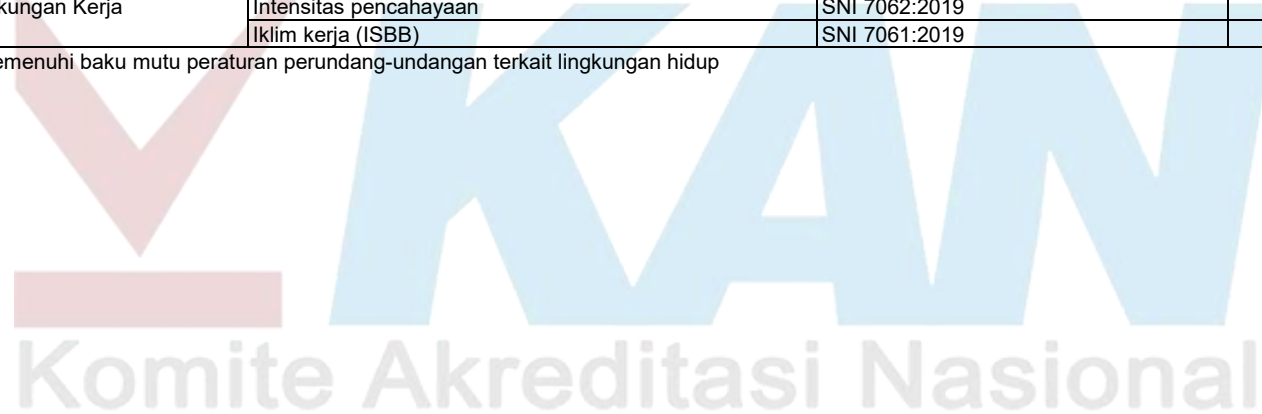 kungan Kerja Intensitas pencahayaan SNI 7062:2019
Iklim kerja (ISBB) SNI 7061:2019
emenuhi baku mutu peraturan perundang-undangan terkait lingkungan hidup
KAN
Komite Akreditasi Nasional